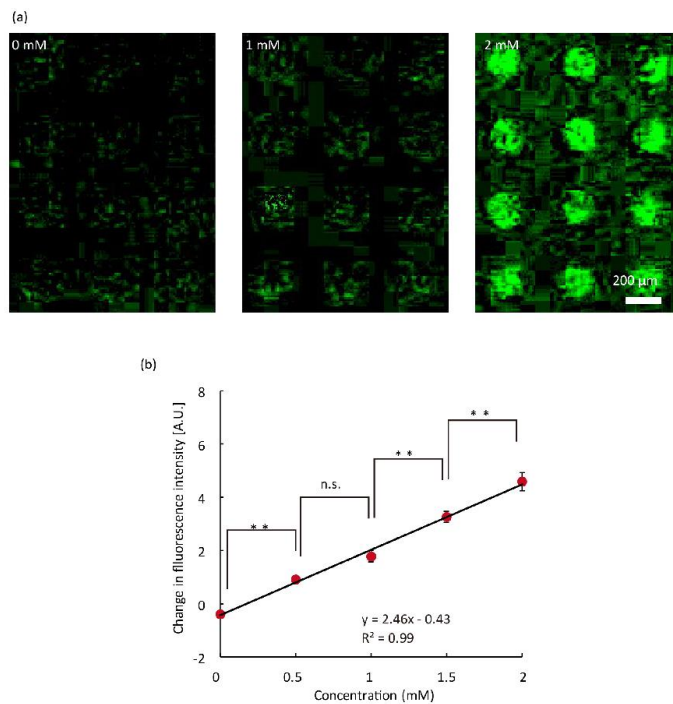 (a)
0 mM
1 mM
2 mM
200 μm
(b)
Change in flluorescence intensity [A.U.]
8
6
4
2
0
-2
* *
n.s.
* *
* *
y = 2.46x - 0.43
R² = 0.99
0
0.5
1
1.5
2
Concentration (mM)